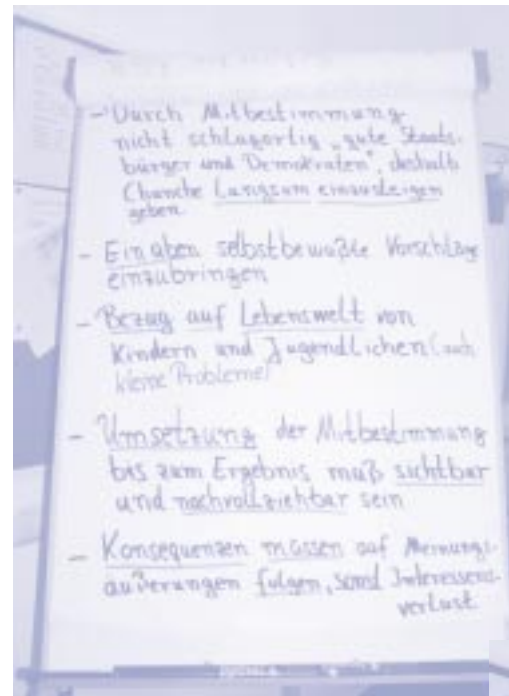 - Durch Mitbestimmung
nicht schlagartig „gute Staats-
bürger und Demokraten", deshalb
Chanche langsam einzusteigen
geben
- Ein üben selbstbewußte Vorschläge
einzubringen
- Bezug auf Lebenswelt von
Kindern und Jugendlichen (auch
kleine Probleme)
- Umsetzung der Mitbestimmung
bis zum Ergebnis muß sichtbar
und nachvollziehbar sein
- Konsequenzen müssen auf Meinungs-
äußerungen folgen, sonst Interessens-
verlust